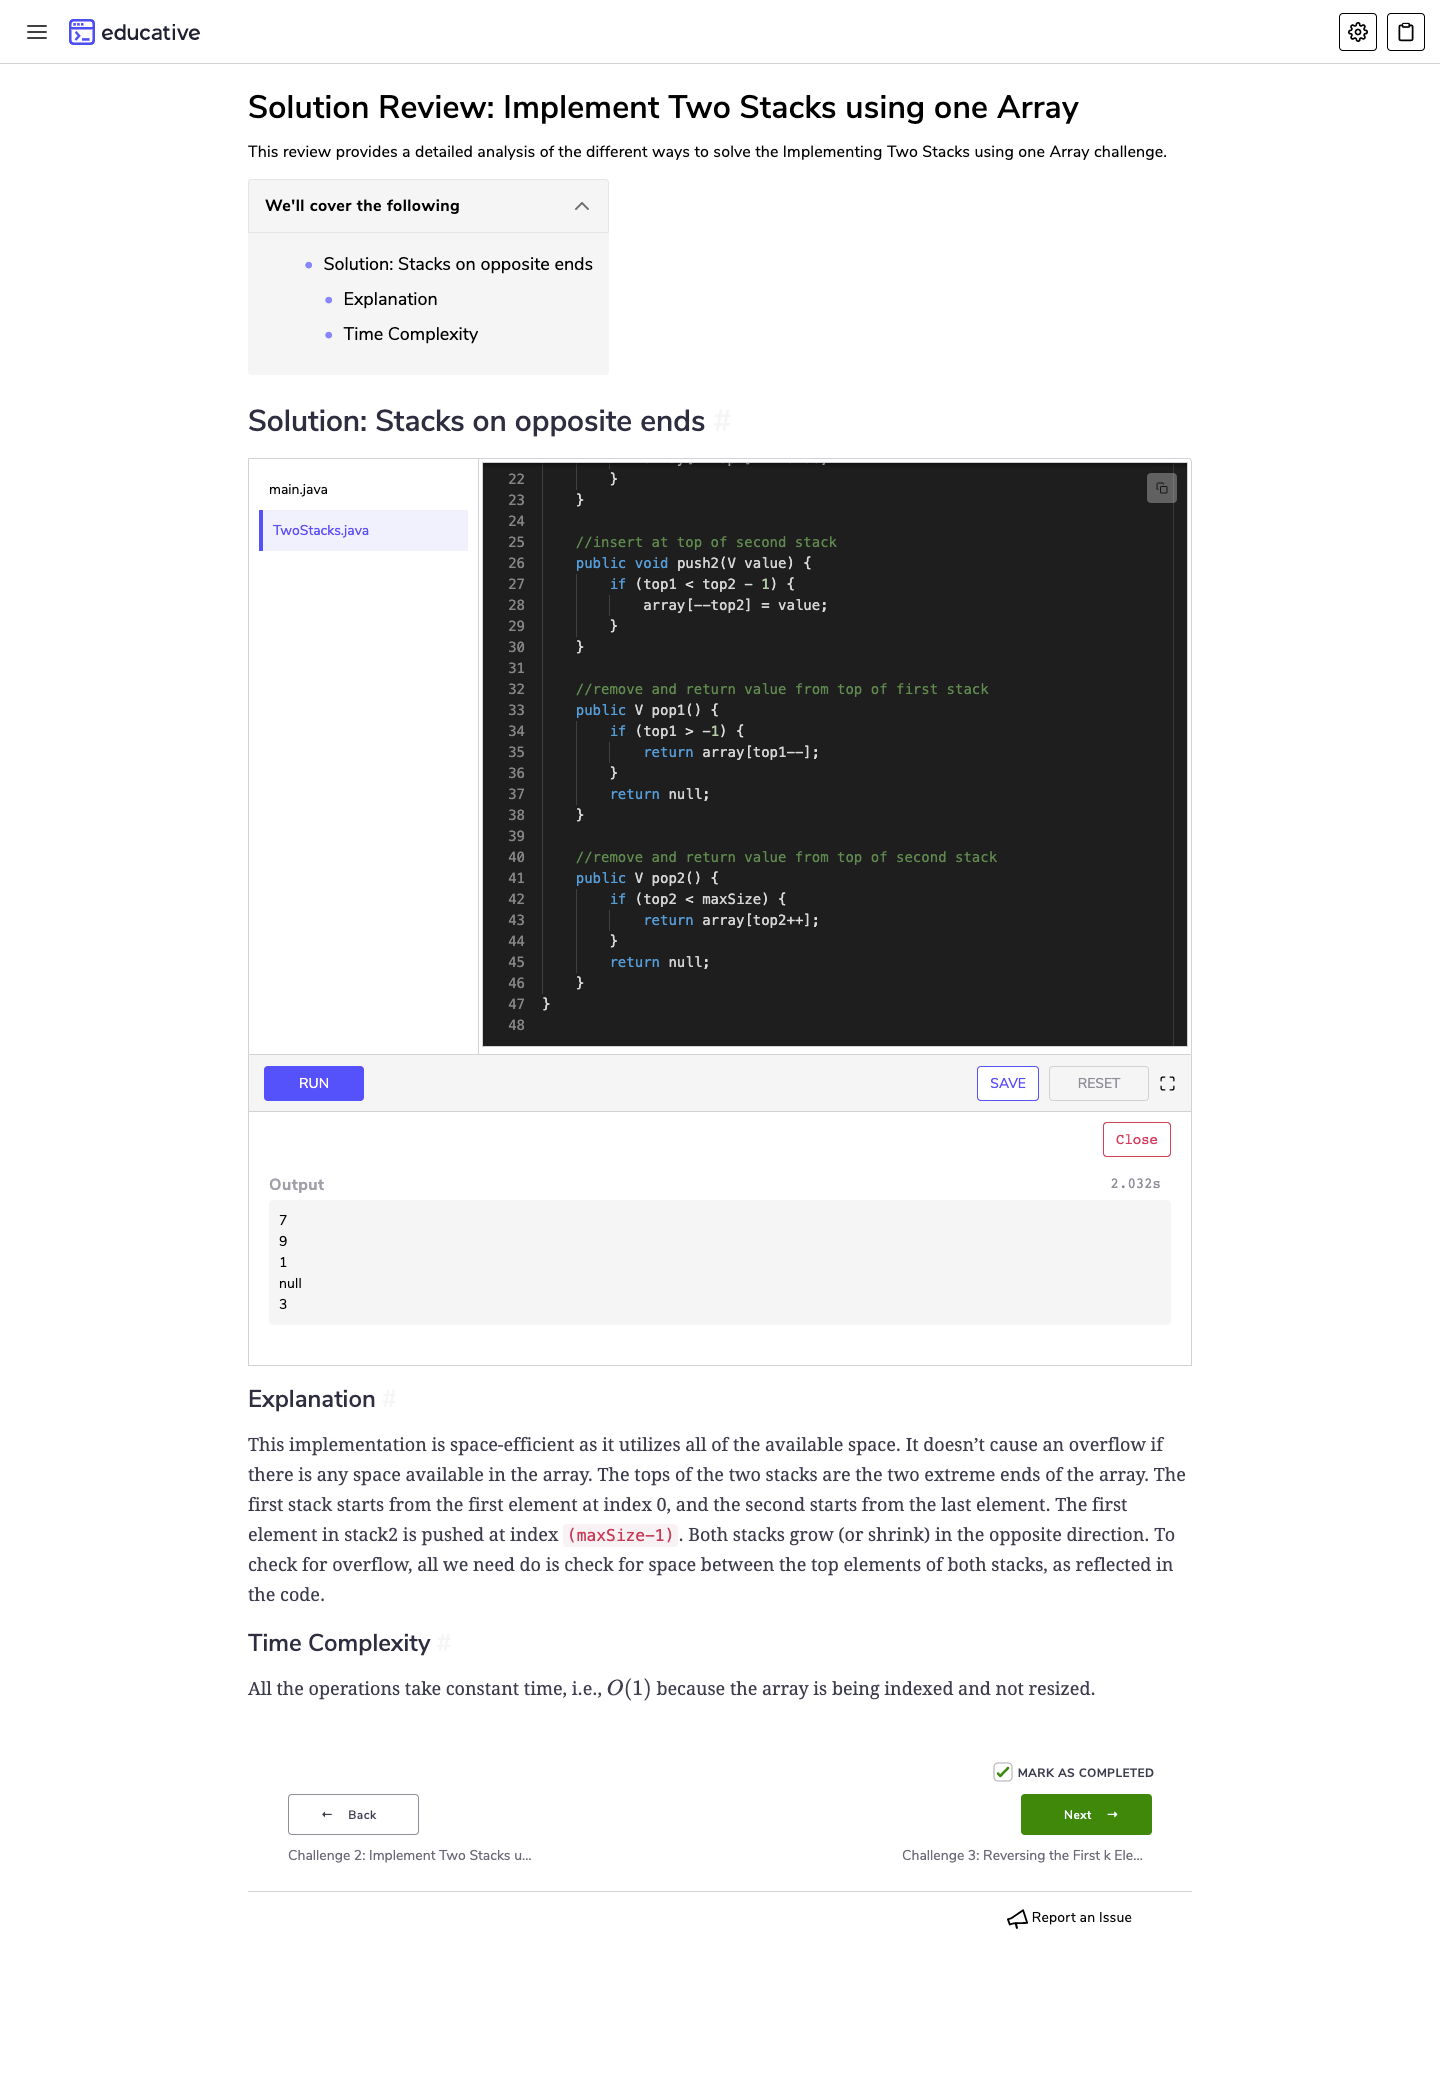 educative
Solution Review: Implement Two Stacks using one Array
This review provides a detailed analysis of the different ways to solve the Implementing Two Stacks using one Array challenge.
We'll cover the following
Solution: Stacks on opposite ends
Explanation
Time Complexity
Solution: Stacks on opposite ends #
main.java
TwoStacks.java
22         }
23     }
24
25     //insert at top of second stack
26     public void push2(V value) {
27         if (top1 < top2 - 1) {
28             array[--top2] = value;
29         }
30     }
31
32     //remove and return value from top of first stack
33     public V pop1() {
34         if (top1 > -1) {
35             return array[top1--];
36         }
37         return null;
38     }
39
40     //remove and return value from top of second stack
41     public V pop2() {
42         if (top2 < maxSize) {
43             return array[top2++];
44         }
45         return null;
46     }
47 }
48
RUN
SAVE
RESET
Close
Output
2.032s
7
9
1
null
3
Explanation #
This implementation is space-efficient as it utilizes all of the available space. It doesn’t cause an overflow if
there is any space available in the array. The tops of the two stacks are the two extreme ends of the array. The
first stack starts from the first element at index 0, and the second starts from the last element. The first
element in stack2 is pushed at index (maxSize-1). Both stacks grow (or shrink) in the opposite direction. To
check for overflow, all we need do is check for space between the top elements of both stacks, as reflected in
the code.
Time Complexity #
All the operations take constant time, i.e., O(1) because the array is being indexed and not resized.
MARK AS COMPLETED
← Back
Next →
Challenge 2: Implement Two Stacks u...
Challenge 3: Reversing the First k Ele...
Report an Issue